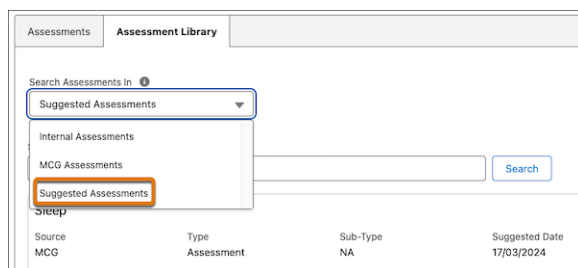 Assessments Assessment Library
Search Assessments In
Suggested Assessments
Internal Assessments
MCG Assessments
Search
Suggested Assessments
Sleep
Source Type Sub-Type Suggested Date
MCG Assessment NA 17/03/2024